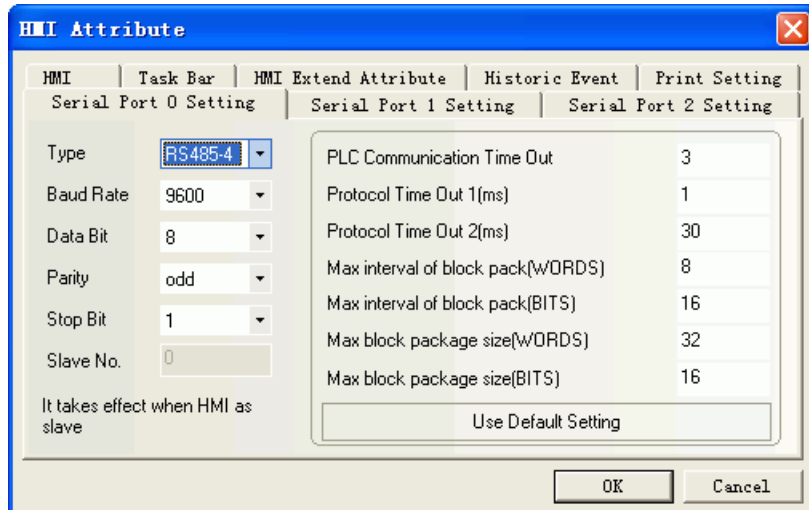 HMI Attribute
HMI
Task Bar
HMI Extend Attribute
Historic Event
Print Setting
Serial Port 0 Setting
Serial Port 1 Setting
Serial Port 2 Setting
Type
RS485-4
Baud Rate
9600
Data Bit
8
Parity
odd
Stop Bit
1
Slave No.
0
It takes effect when HMI as
slave
PLC Communication Time Out
3
Protocol Time Out 1(ms)
1
Protocol Time Out 2(ms)
30
Max interval of block pack(WORDS)
8
Max interval of block pack(BITS)
16
Max block package size(WORDS)
32
Max block package size(BITS)
16
Use Default Setting
OK
Cancel